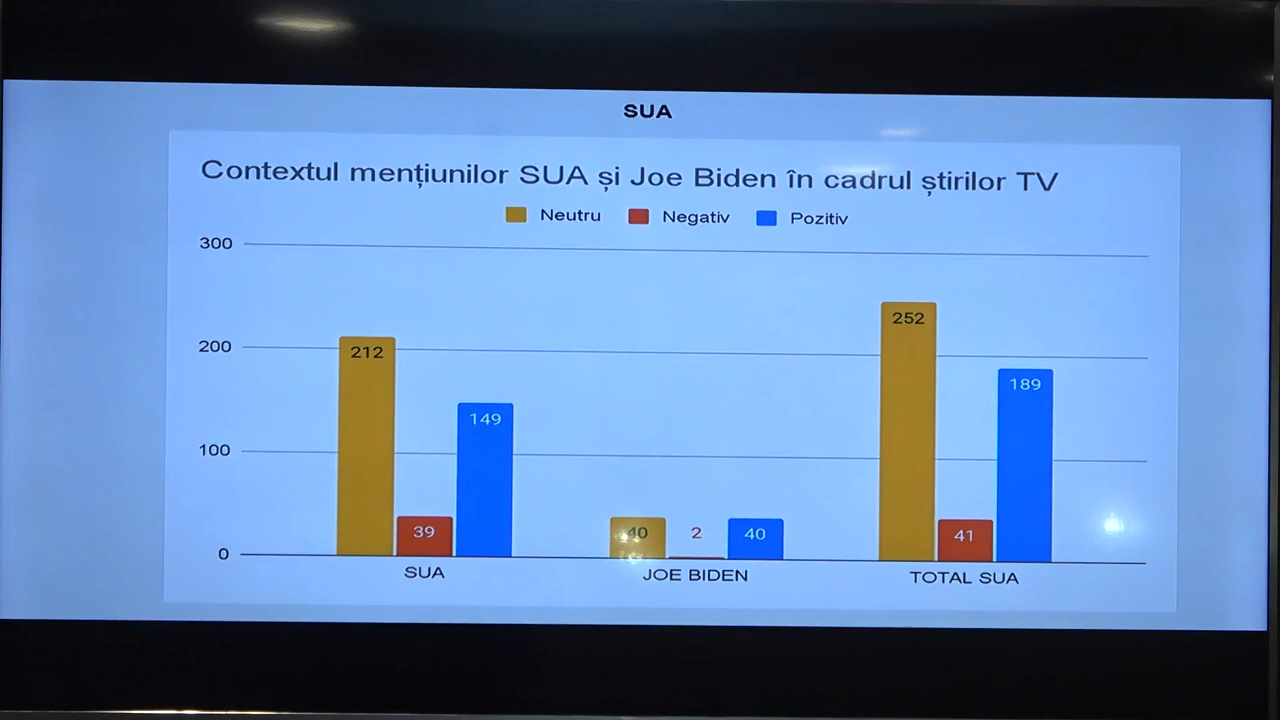 SUA
Contextul mențiunilor SUA și Joe Biden în cadrul știrilor TV
Neutru Negativ Pozitiv
300
200
100
0
212 39 149
40 2 40
252 41 189
SUA JOE BIDEN TOTAL SUA